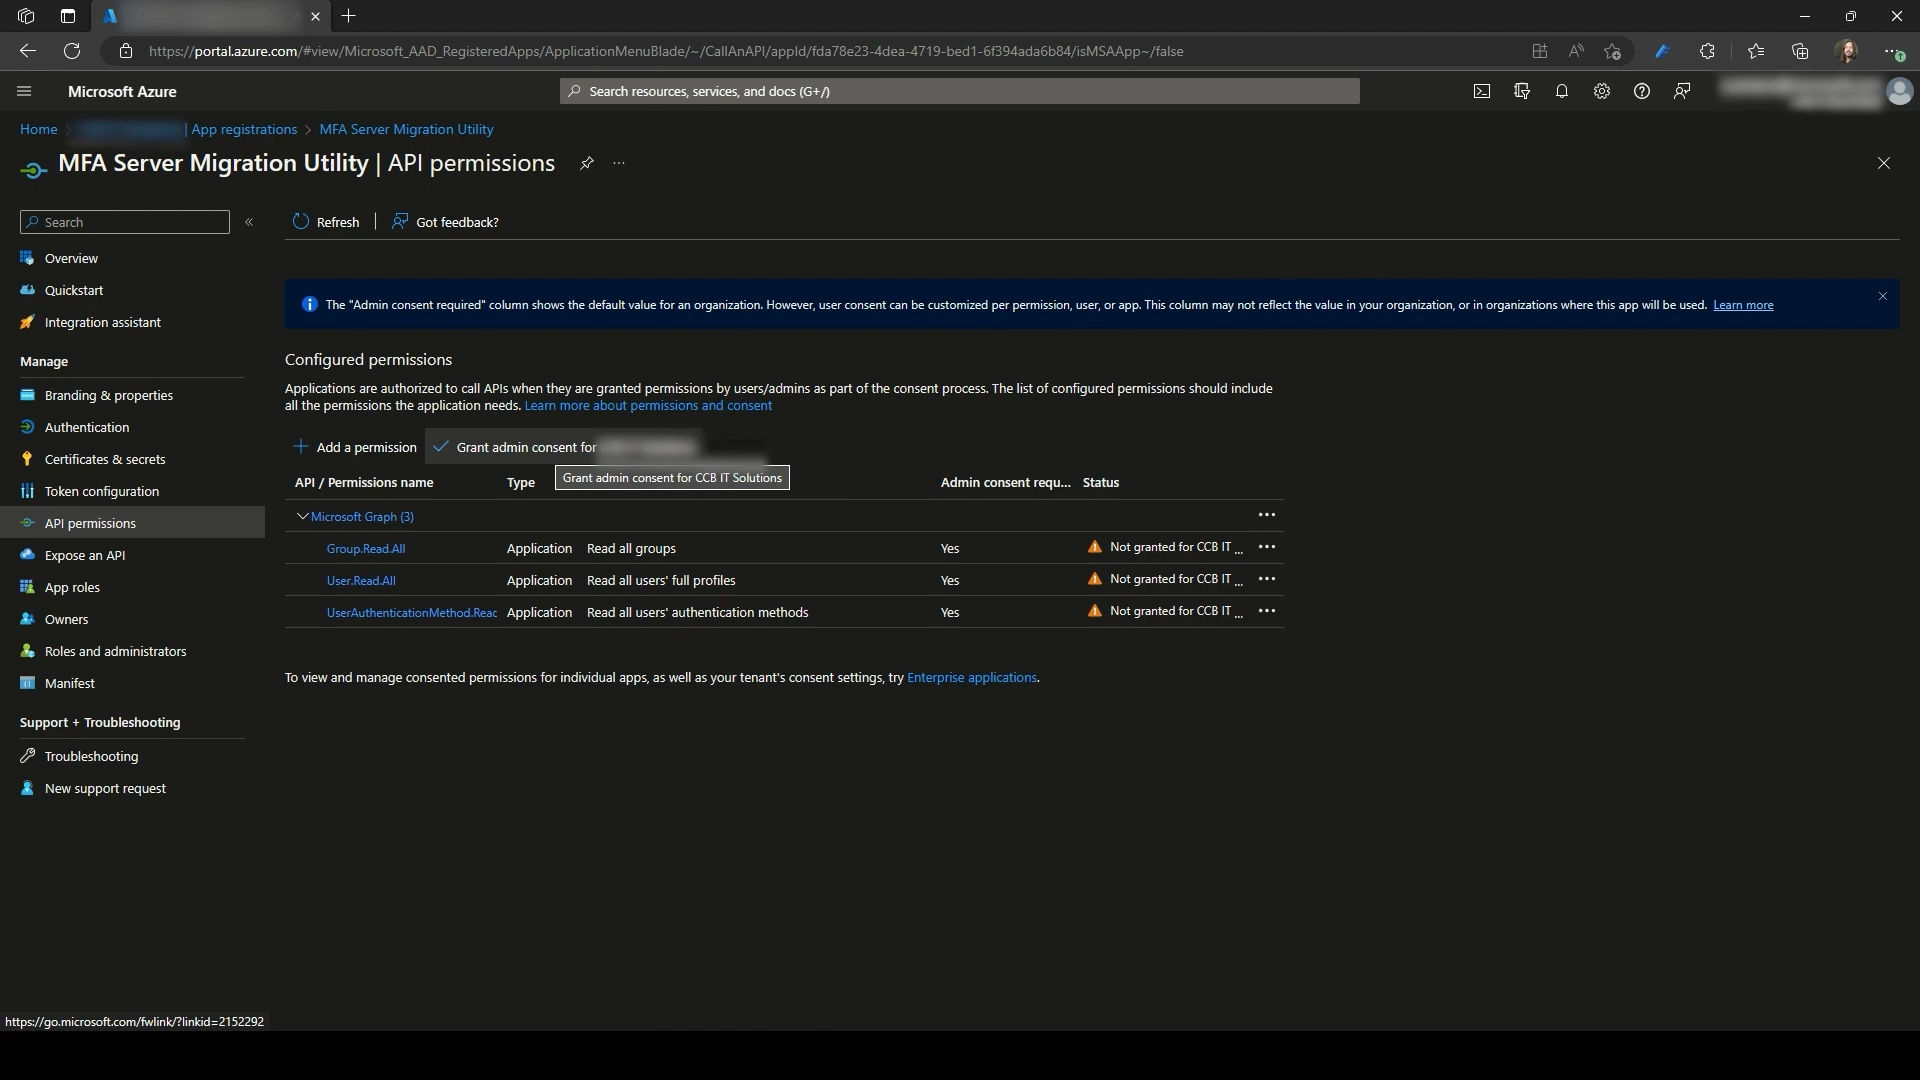 https://portal.azure.com/#view/Microsoft_AAD_RegisteredApps/ApplicationMenuBlade/~/CallAnAPI/appId/fda78e23-4dea-4719-bed1-6f394ada6b84/isMSAApp~/false
Microsoft Azure
Search resources, services, and docs (G+/)
Home > | App registrations > MFA Server Migration Utility
MFA Server Migration Utility | API permissions
Search
Refresh
Got feedback?
Overview
Quickstart
Integration assistant
Manage
Branding & properties
Authentication
Certificates & secrets
Token configuration
API permissions
Expose an API
App roles
Owners
Roles and administrators
Manifest
Support + Troubleshooting
Troubleshooting
New support request
The "Admin consent required" column shows the default value for an organization. However, user consent can be customized per permission, user, or app. This column may not reflect the value in your organization, or in organizations where this app will be used. Learn more
Configured permissions
Applications are authorized to call APIs when they are granted permissions by users/admins as part of the consent process. The list of configured permissions should include
all the permissions the application needs. Learn more about permissions and consent
Add a permission
Grant admin consent for
Grant admin consent for CCB IT Solutions
API / Permissions name Type Admin consent requ... Status
Microsoft Graph (3)
Group.Read.All Application Read all groups Yes Not granted for CCB IT ...
User.Read.All Application Read all users' full profiles Yes Not granted for CCB IT ...
UserAuthenticationMethod.Reac Application Read all users' authentication methods Yes Not granted for CCB IT ...
To view and manage consented permissions for individual apps, as well as your tenant's consent settings, try Enterprise applications.
https://go.microsoft.com/fwlink/?linkid=2152292